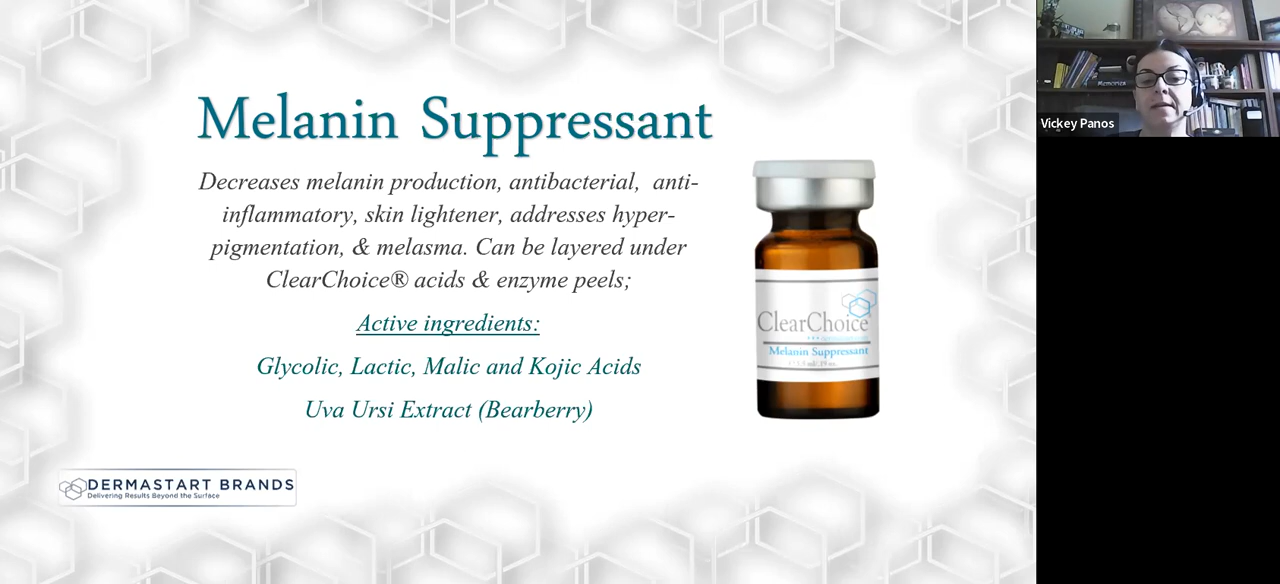 Melanin Suppressant
Decreases melanin production, antibacterial, anti-
inflammatory, skin lightener, addresses hyper-
pigmentation, & melasma. Can be layered under
ClearChoice® acids & enzyme peels;
Active ingredients:
Glycolic, Lactic, Malic and Kojic Acids
Uva Ursi Extract (Bearberry)
ClearChoice
Melanin Suppressant
DERMASTART BRANDS
Delivering Results Beyond the Surface
Memories
Vickey Panos